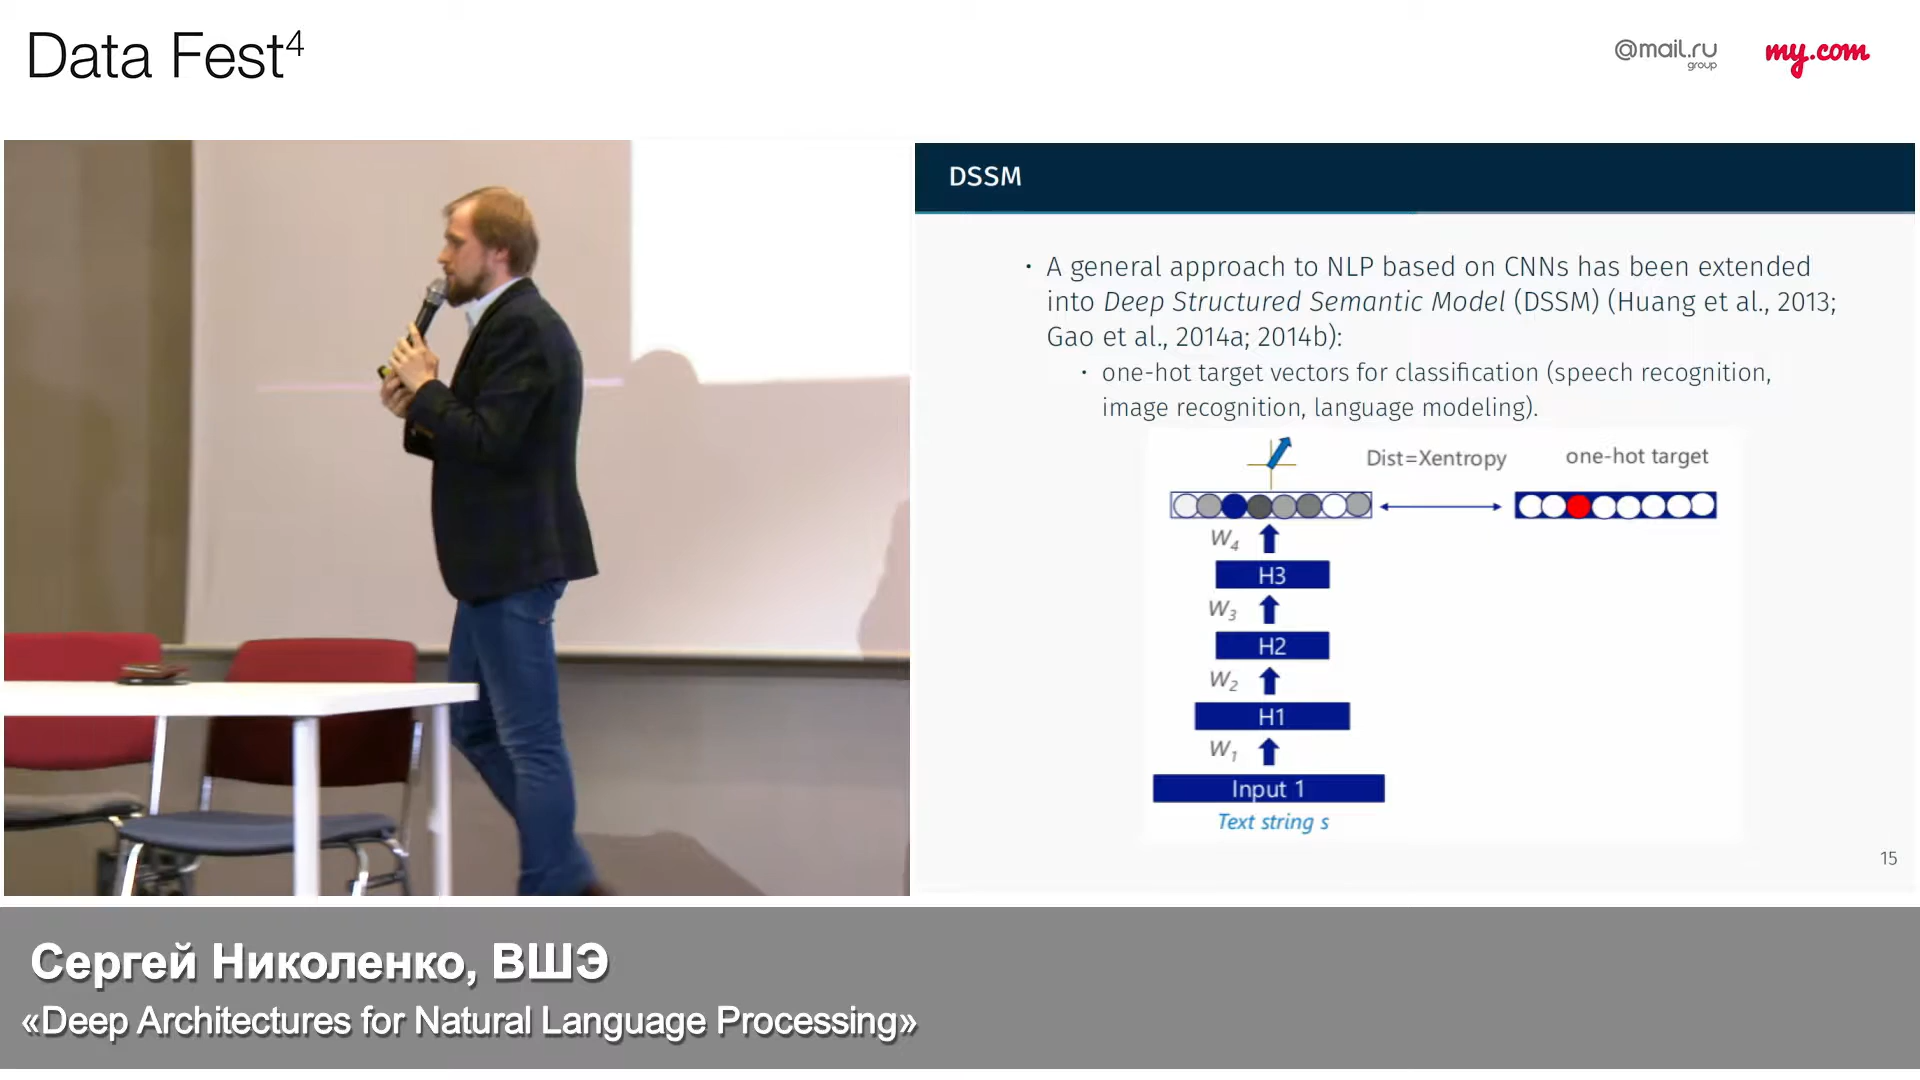 Data Fest⁴
@mail.ru
group
my.com
DSSM
· A general approach to NLP based on CNNs has been extended
into Deep Structured Semantic Model (DSSM) (Huang et al., 2013;
Gao et al., 2014a; 2014b):
· one-hot target vectors for classification (speech recognition,
image recognition, language modeling).
Dist=Xentropy
one-hot target
W₄
H3
W₃
H2
W₂
H1
W₁
Input 1
Text string s
15
Сергей Николенко, ВШЭ
«Deep Architectures for Natural Language Processing»